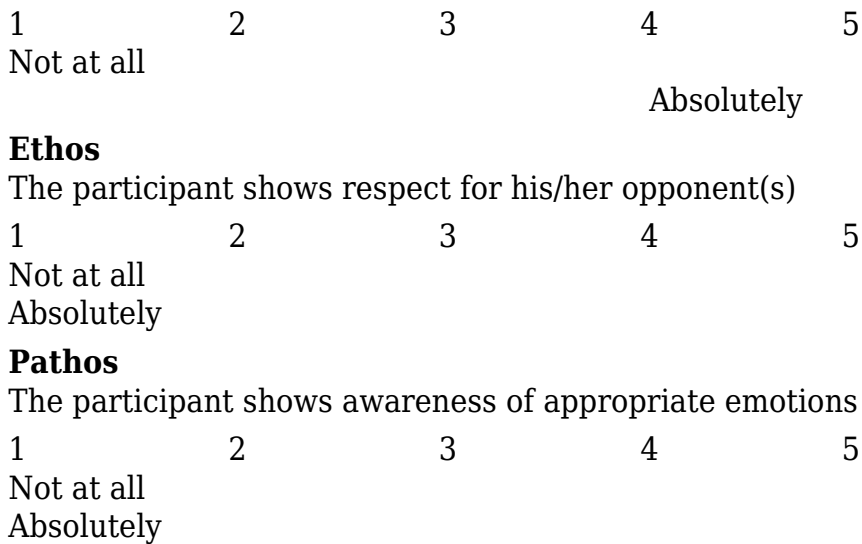 1 2 3 4 5
Not at all
Absolutely
Ethos
The participant shows respect for his/her opponent(s)
1 2 3 4 5
Not at all
Absolutely
Pathos
The participant shows awareness of appropriate emotions
1 2 3 4 5
Not at all
Absolutely